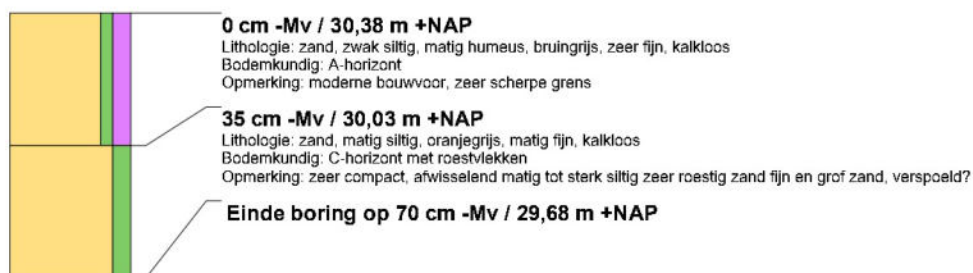 0 cm -Mv / 30,38 m +NAP
Lithologie: zand, zwak siltig, matig humeus, bruingrijs, zeer fijn, kalkloos
Bodemkundig: A-horizont
Opmerking: moderne bouwvoor, zeer scherpe grens
35 cm -Mv / 30,03 m +NAP
Lithologie: zand, matig siltig, oranjegrijs, matig fijn, kalkloos
Bodemkundig: C-horizont met roestvlekken
Opmerking: zeer compact, afwisselend matig tot sterk siltig zeer roestig zand fijn en grof zand, verspoeld?
Einde boring op 70 cm -Mv / 29,68 m +NAP